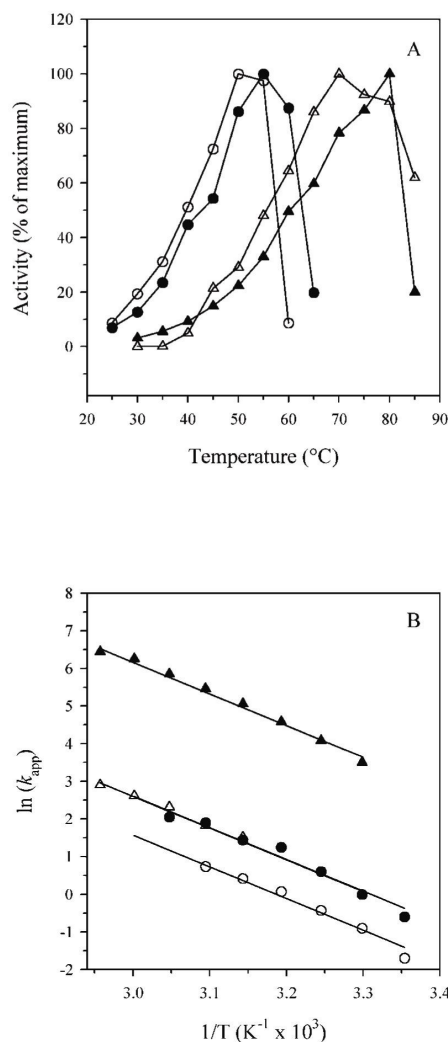 120
100
80
60
40
20
0
A
Activity (% of maximum)
20 30 40 50 60 70 80 90
Temperature (°C)
8
7
6
5
4
3
2
1
0
-1
-2
B
ln (k_app)
3.0 3.1 3.2 3.3 3.4
1/T (K⁻¹ x 10³)